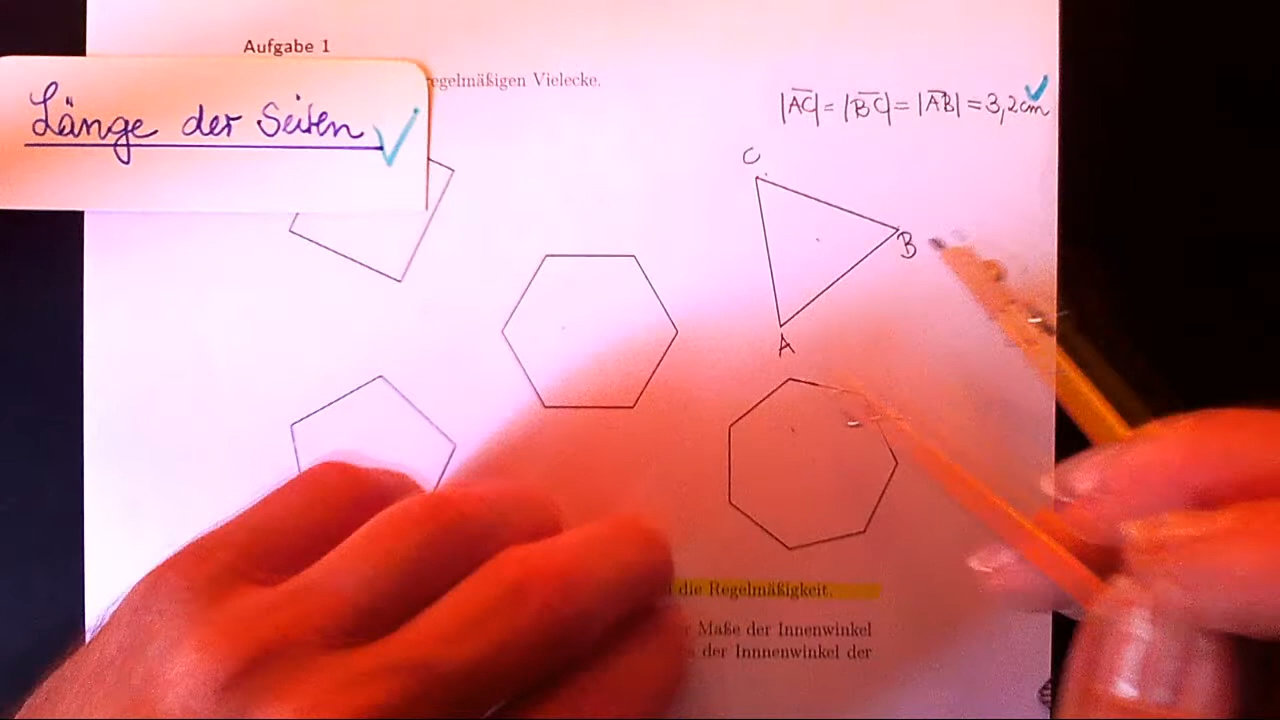 Aufgabe 1
regelmäßigen Vielecke.
Länge der Seiten
|AC| = |BC| = |AB| = 3,2cm
C
B
A
die Regelmäßigkeit.
Maße der Innenwinkel
der Innnenwinkel der